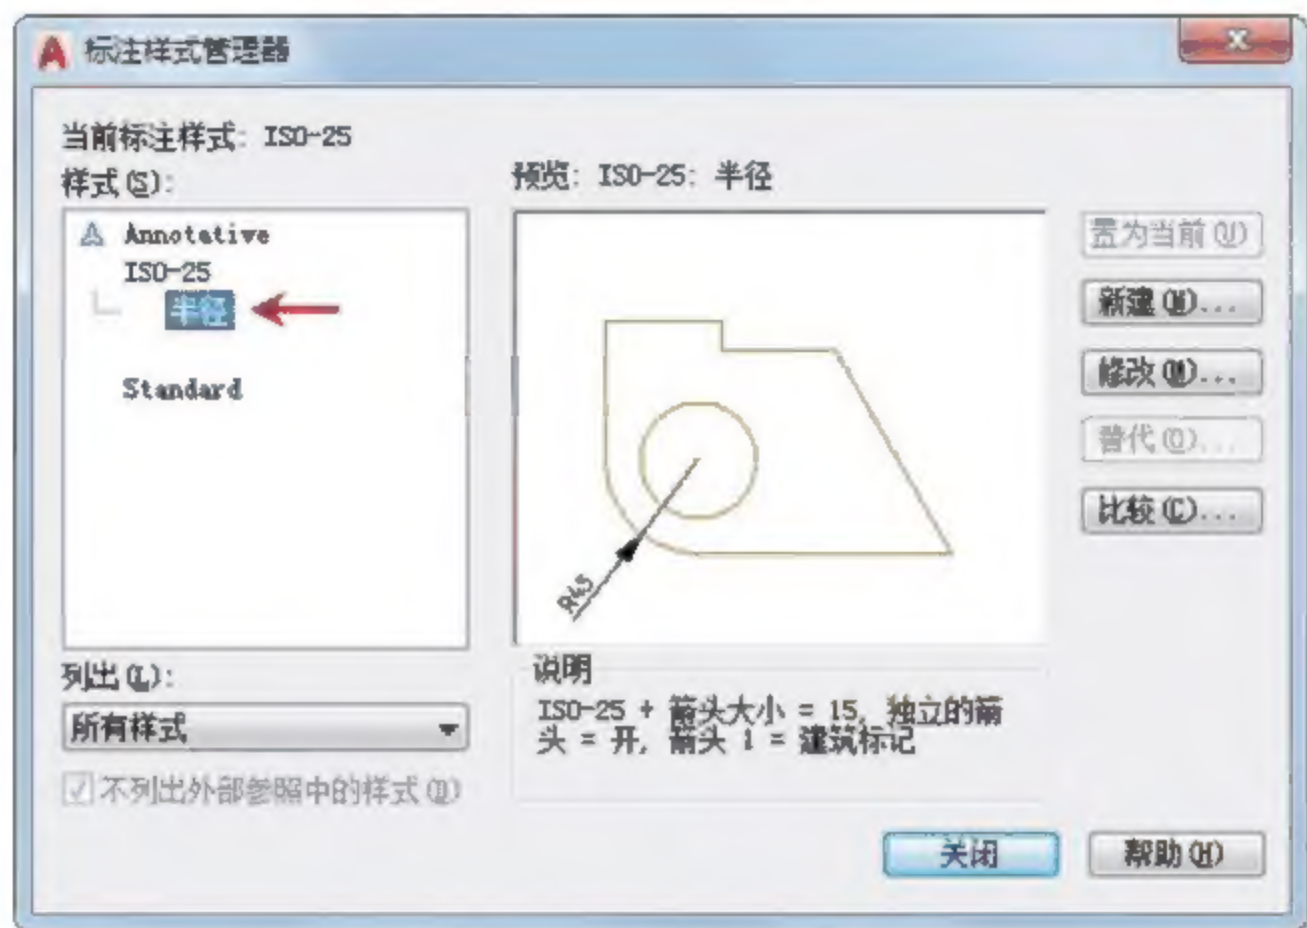 标注样式管理器
当前标注样式: ISO-25
样式(S):
Annotative
ISO-25
半径
Standard
预览: ISO-25: 半径
R45
置为当前(U)
新建(N)...
修改(M)...
替代(O)...
比较(C)...
列出(L):
所有样式
不列出外部参照中的样式(D)
说明
ISO-25 + 箭头大小 = 15, 独立的箭
头 = 开, 箭头 1 = 建筑标记
关闭
帮助(H)